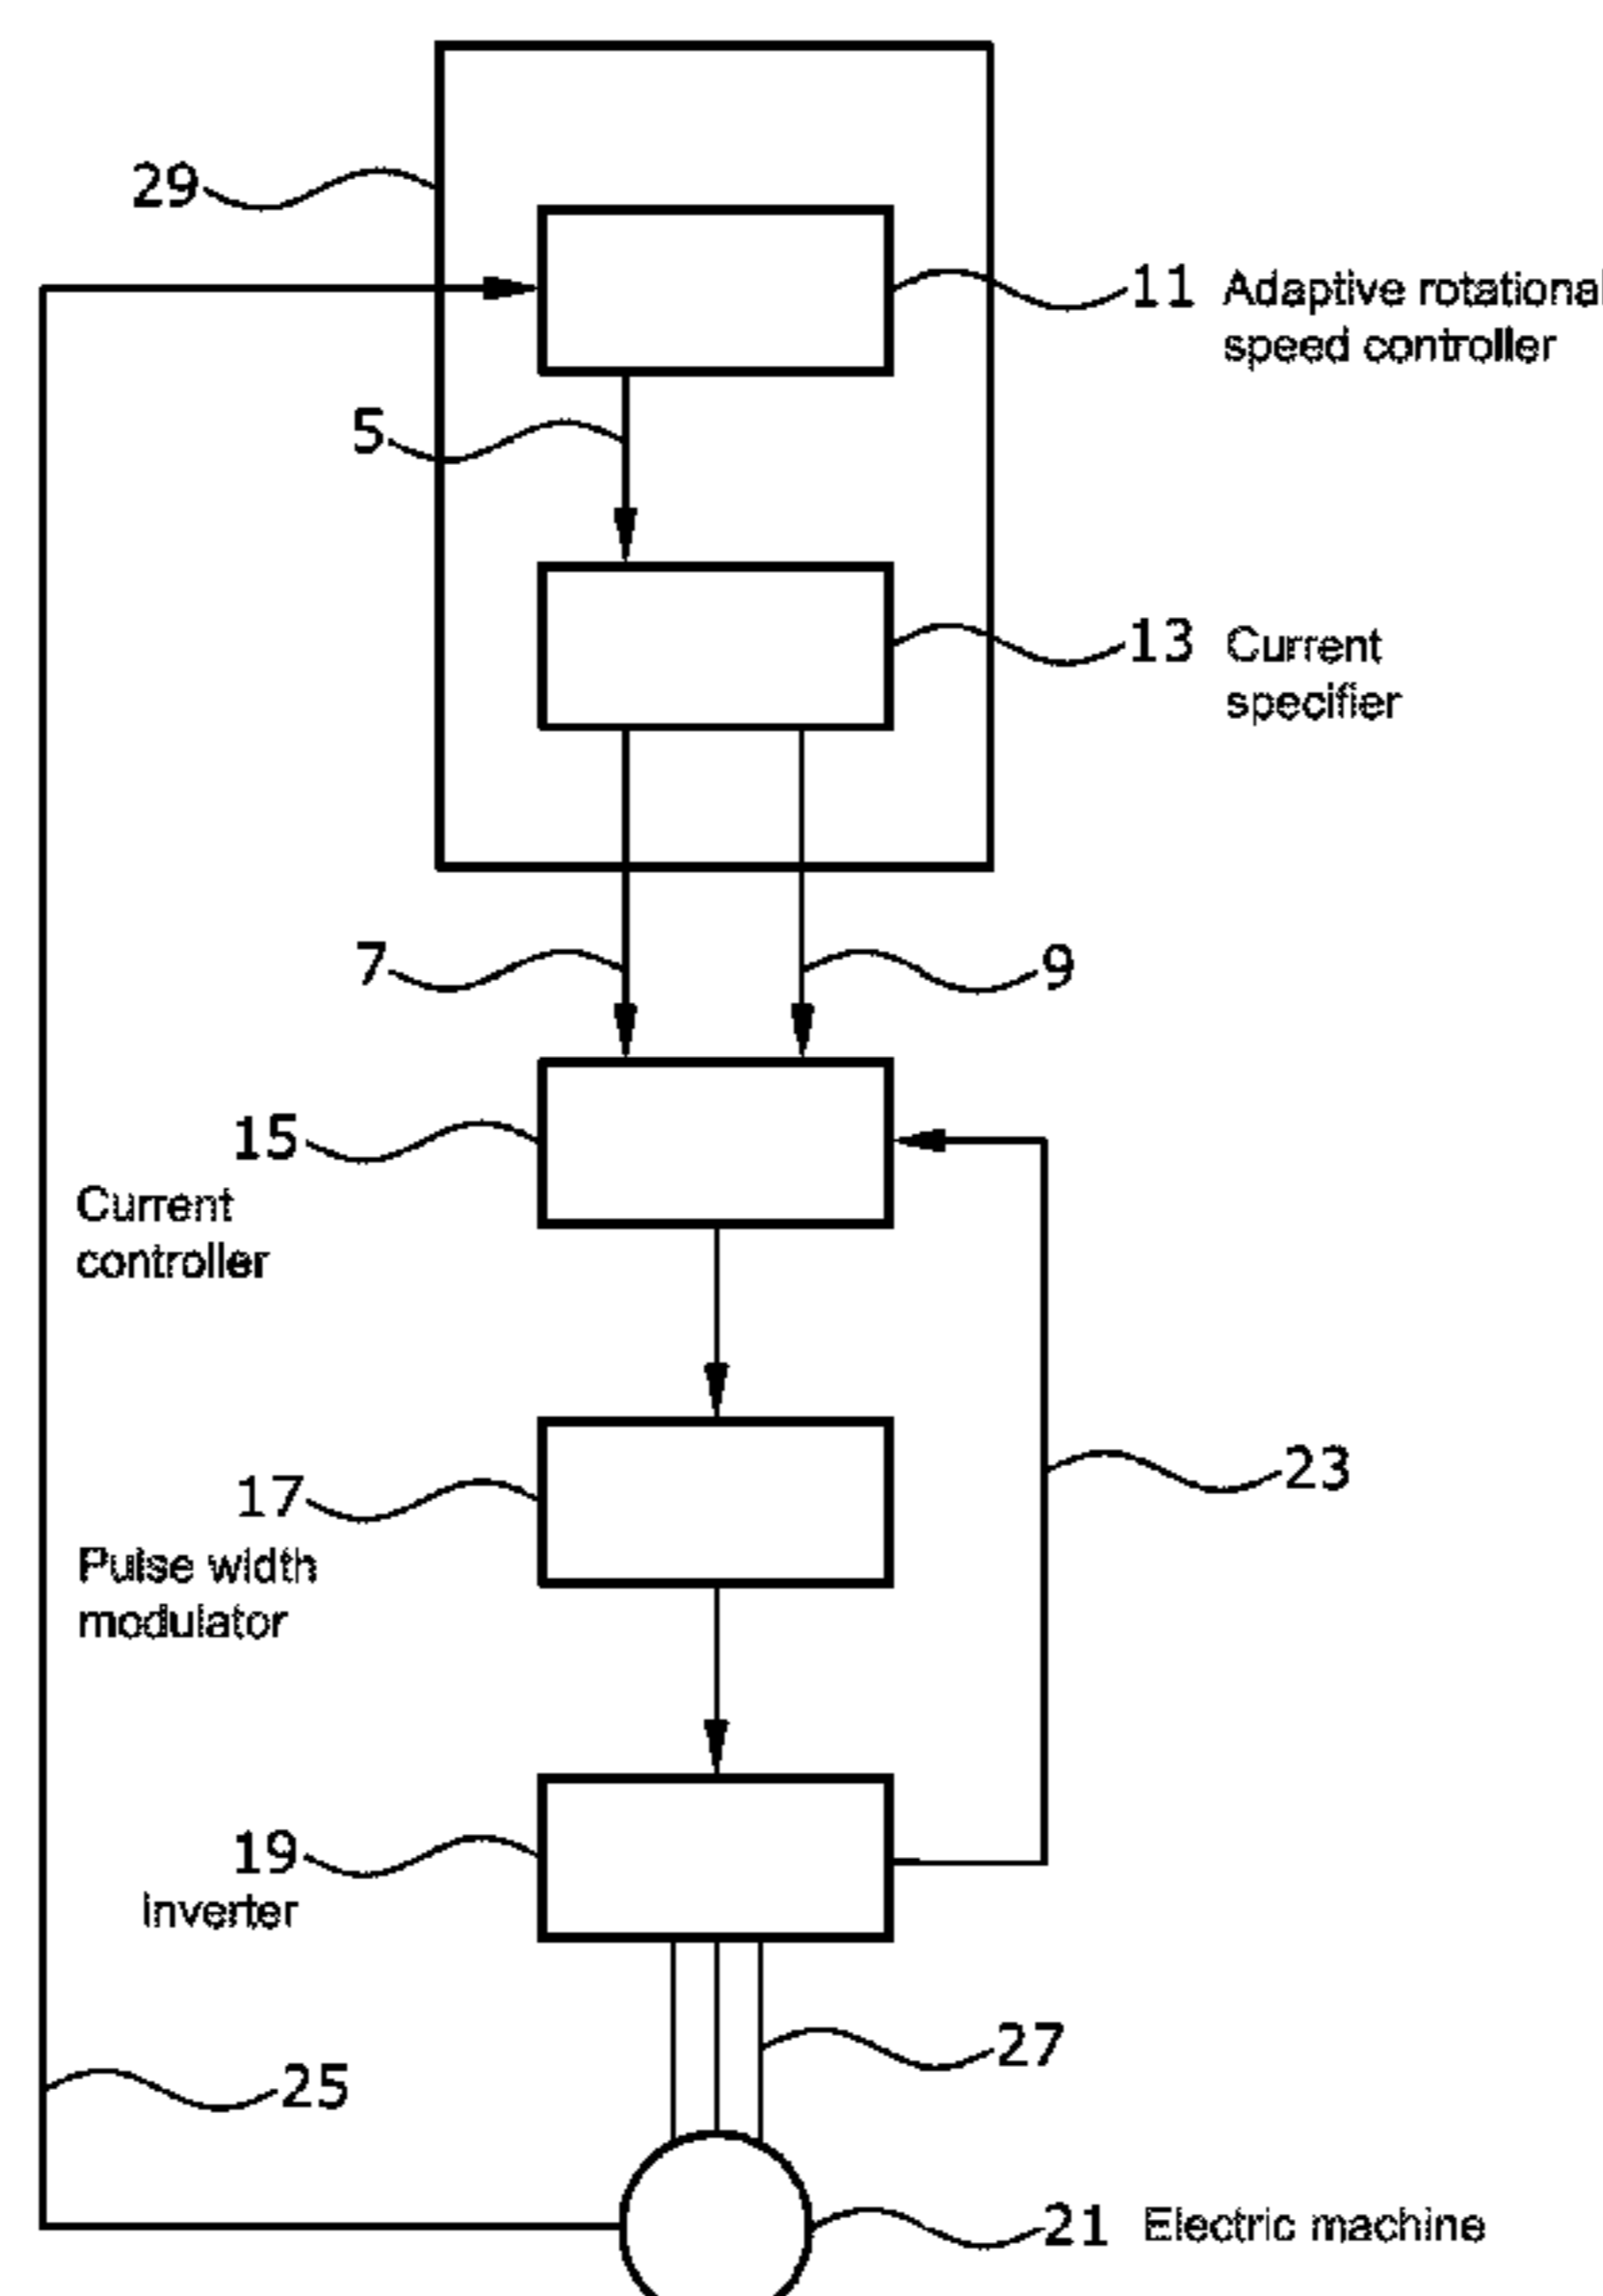 29
11 Adaptive rotational
speed controller
5
13 Current
specifier
7
9
15
Current
controller
17
Pulse width
modulator
23
19
Inverter
27
25
21 Electric machine